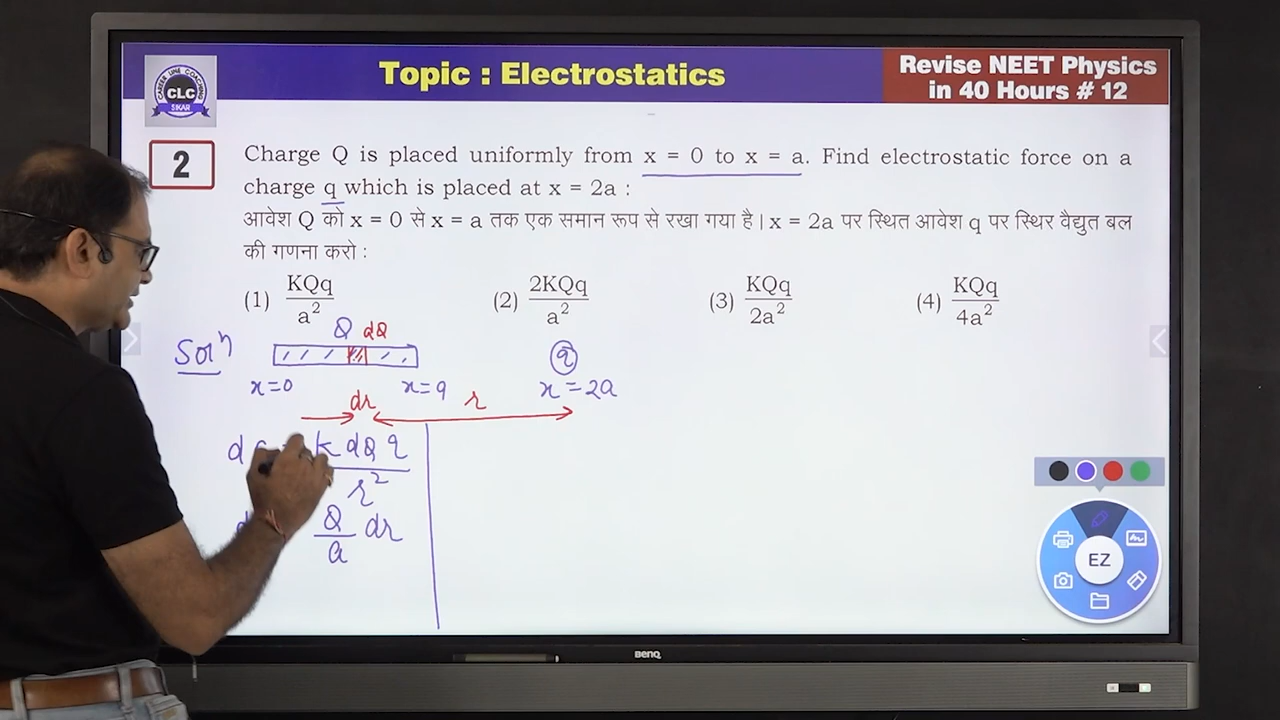 Topic : Electrostatics
Revise NEET Physics
in 40 Hours # 12
CAREER LINE COACHING
CLC
SIKAR
2
Charge Q is placed uniformly from x = 0 to x = a. Find electrostatic force on a
charge q which is placed at x = 2a :
आवेश Q को x = 0 से x = a तक एक समान रूप से रखा गया है। x = 2a पर स्थित आवेश q पर स्थिर वैद्युत बल
की गणना करो :
(1) KQq / a²
(2) 2KQq / a²
(3) KQq / 2a²
(4) KQq / 4a²
Solⁿ
Q dQ
q
x=0 x=a x=2a
dr r
k dQ q / r²
Q / a dr
EZ
BENQ